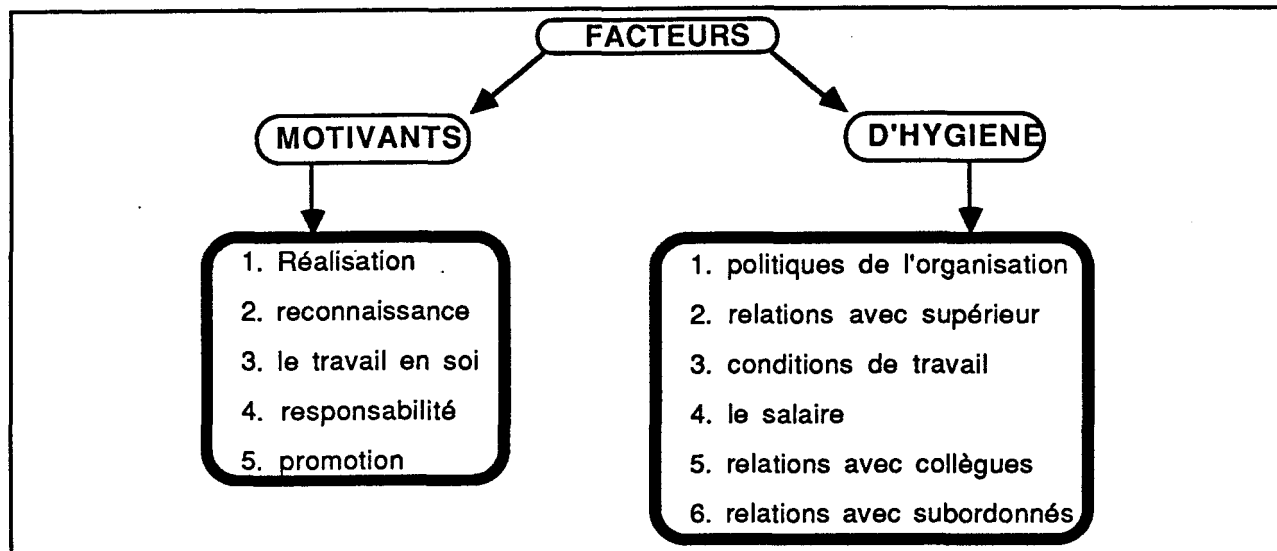 FACTEURS
MOTIVANTS
D'HYGIENE
1. Réalisation
2. reconnaissance
3. le travail en soi
4. responsabilité
5. promotion
1. politiques de l'organisation
2. relations avec supérieur
3. conditions de travail
4. le salaire
5. relations avec collègues
6. relations avec subordonnés